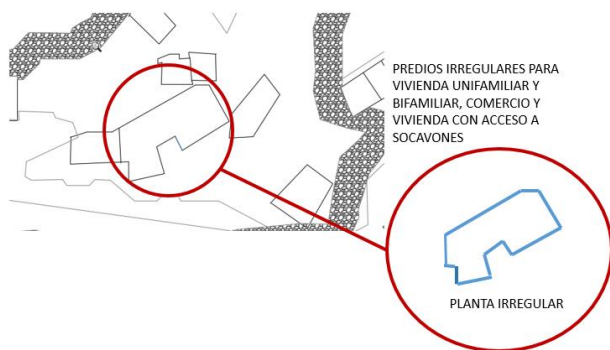 PREDIOS IRREGULARES PARA
VIVIENDA UNIFAMILIAR Y
BIFAMILIAR, COMERCIO Y
VIVIENDA CON ACCESO A
SOCAVONES
PLANTA IRREGULAR